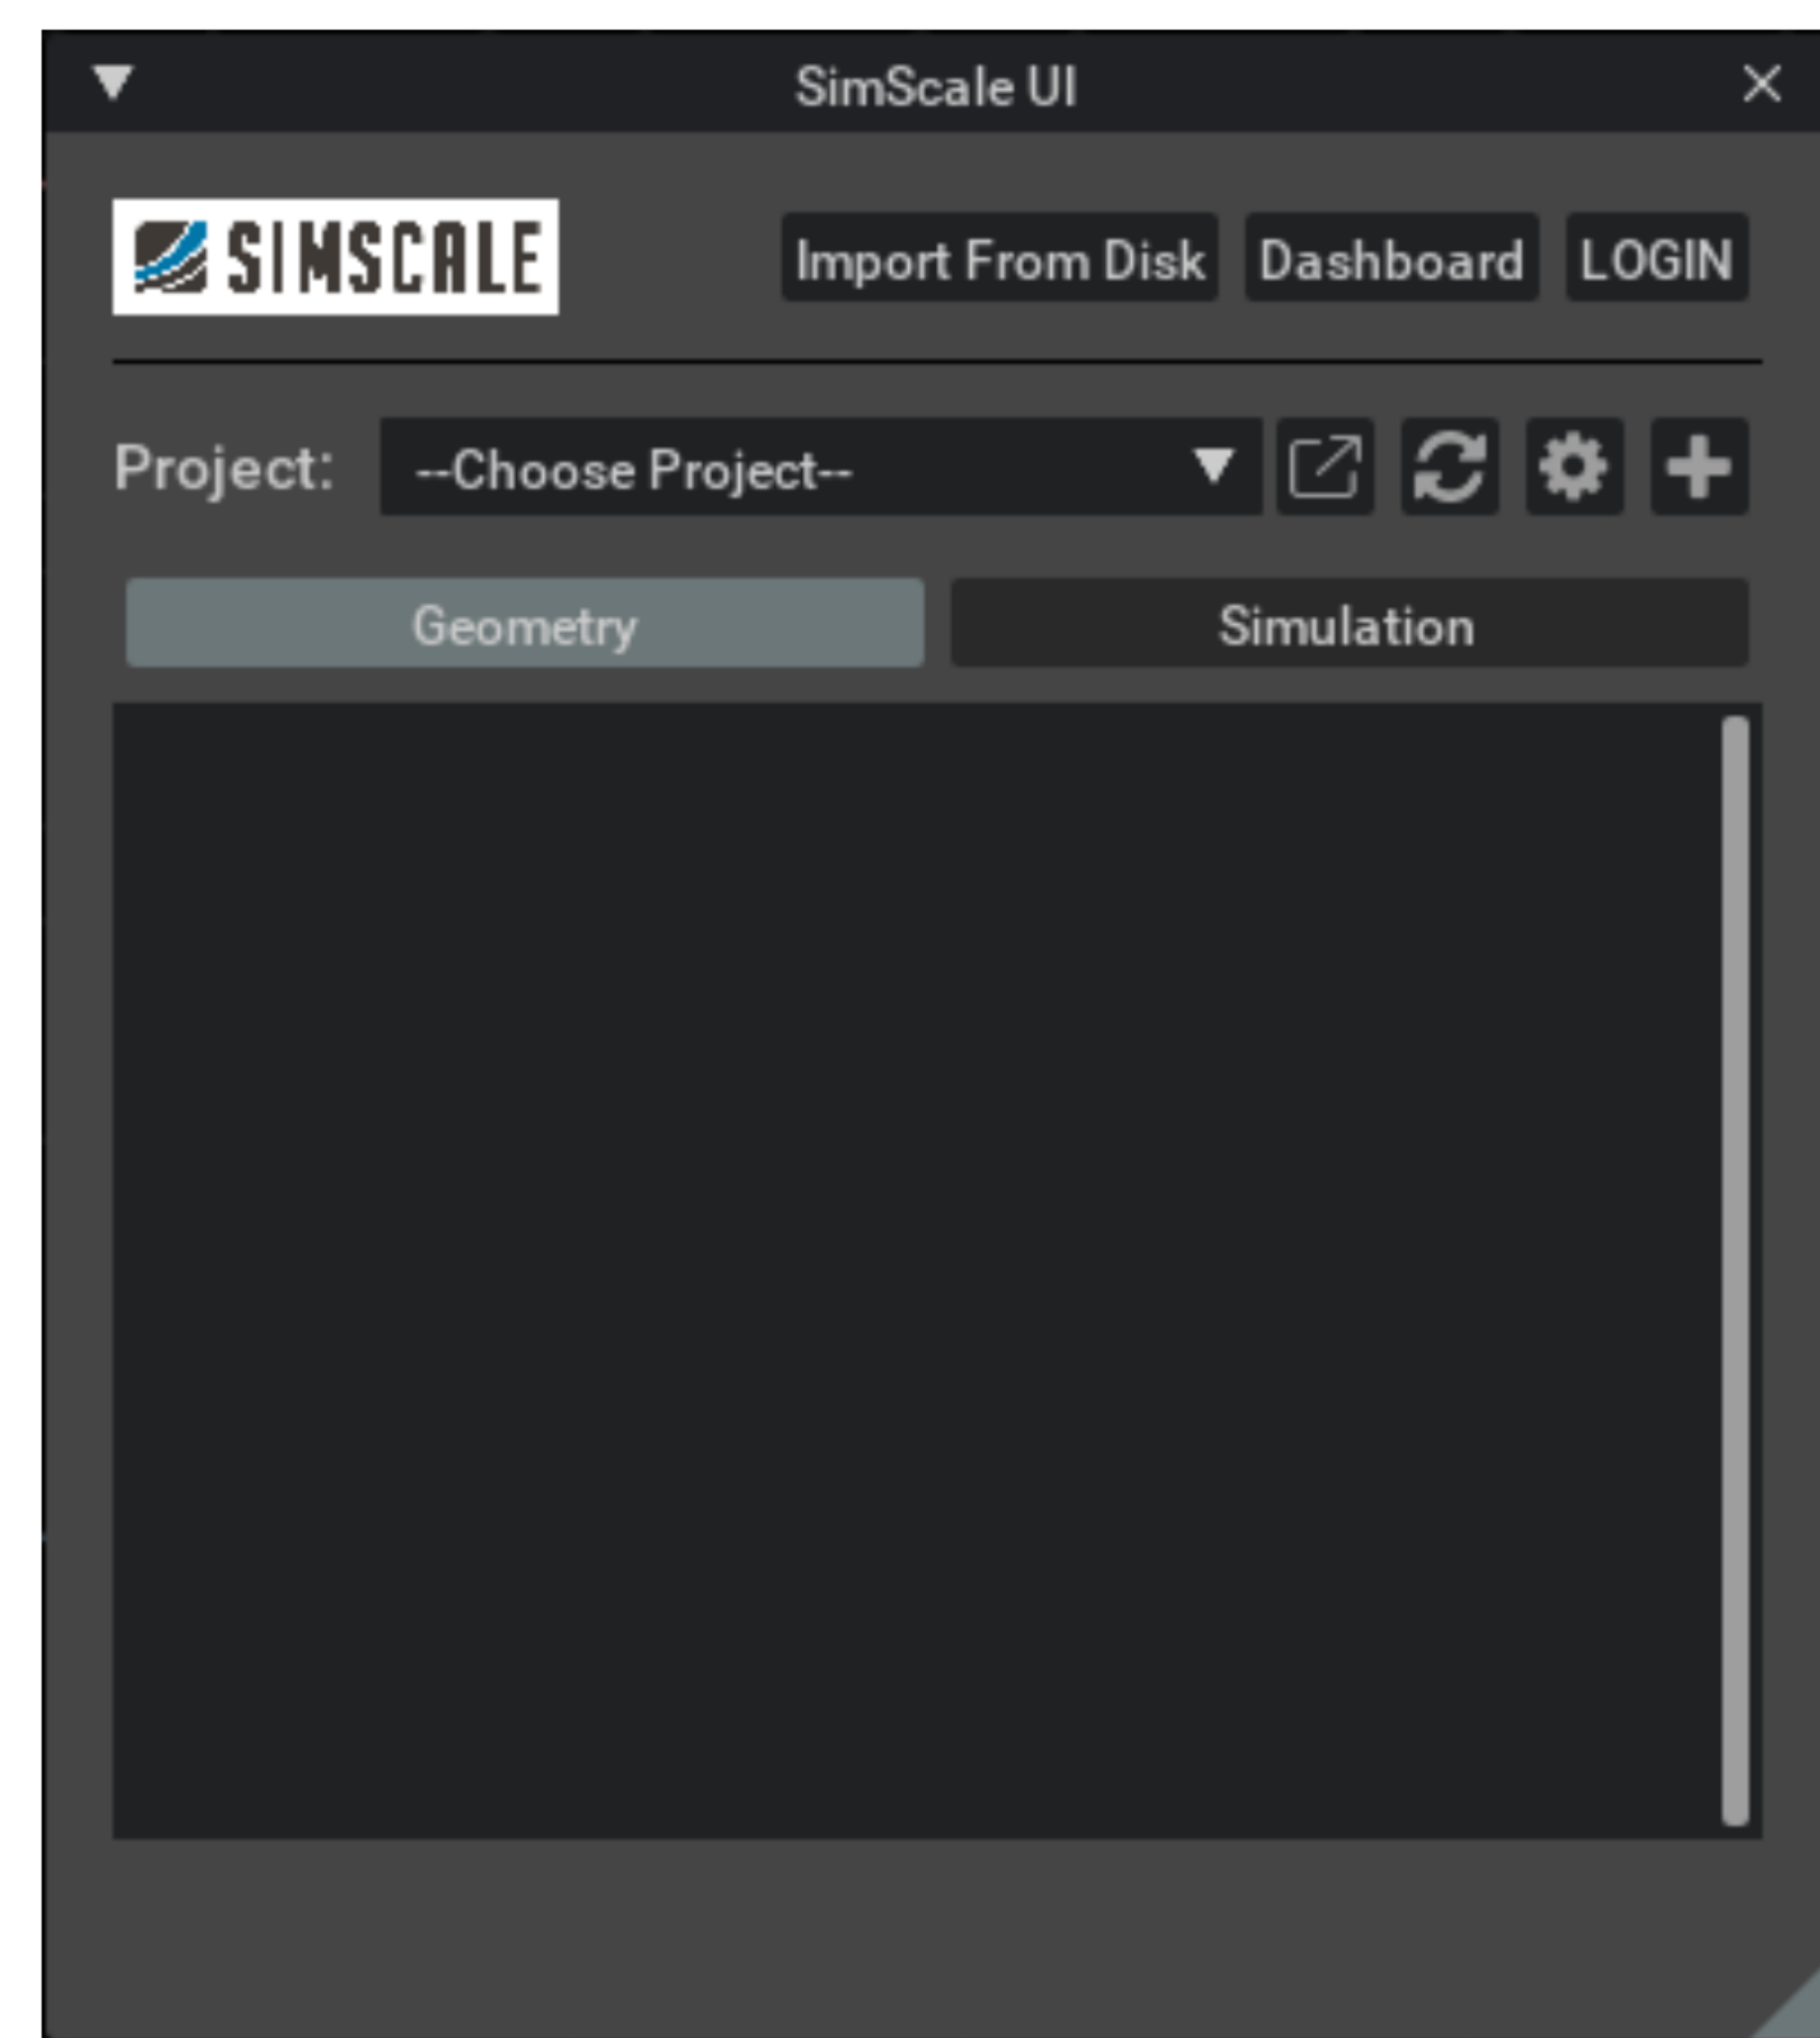 SimScale UI
SIMSCALE
Import From Disk
Dashboard
LOGIN
Project:
--Choose Project--
Geometry
Simulation